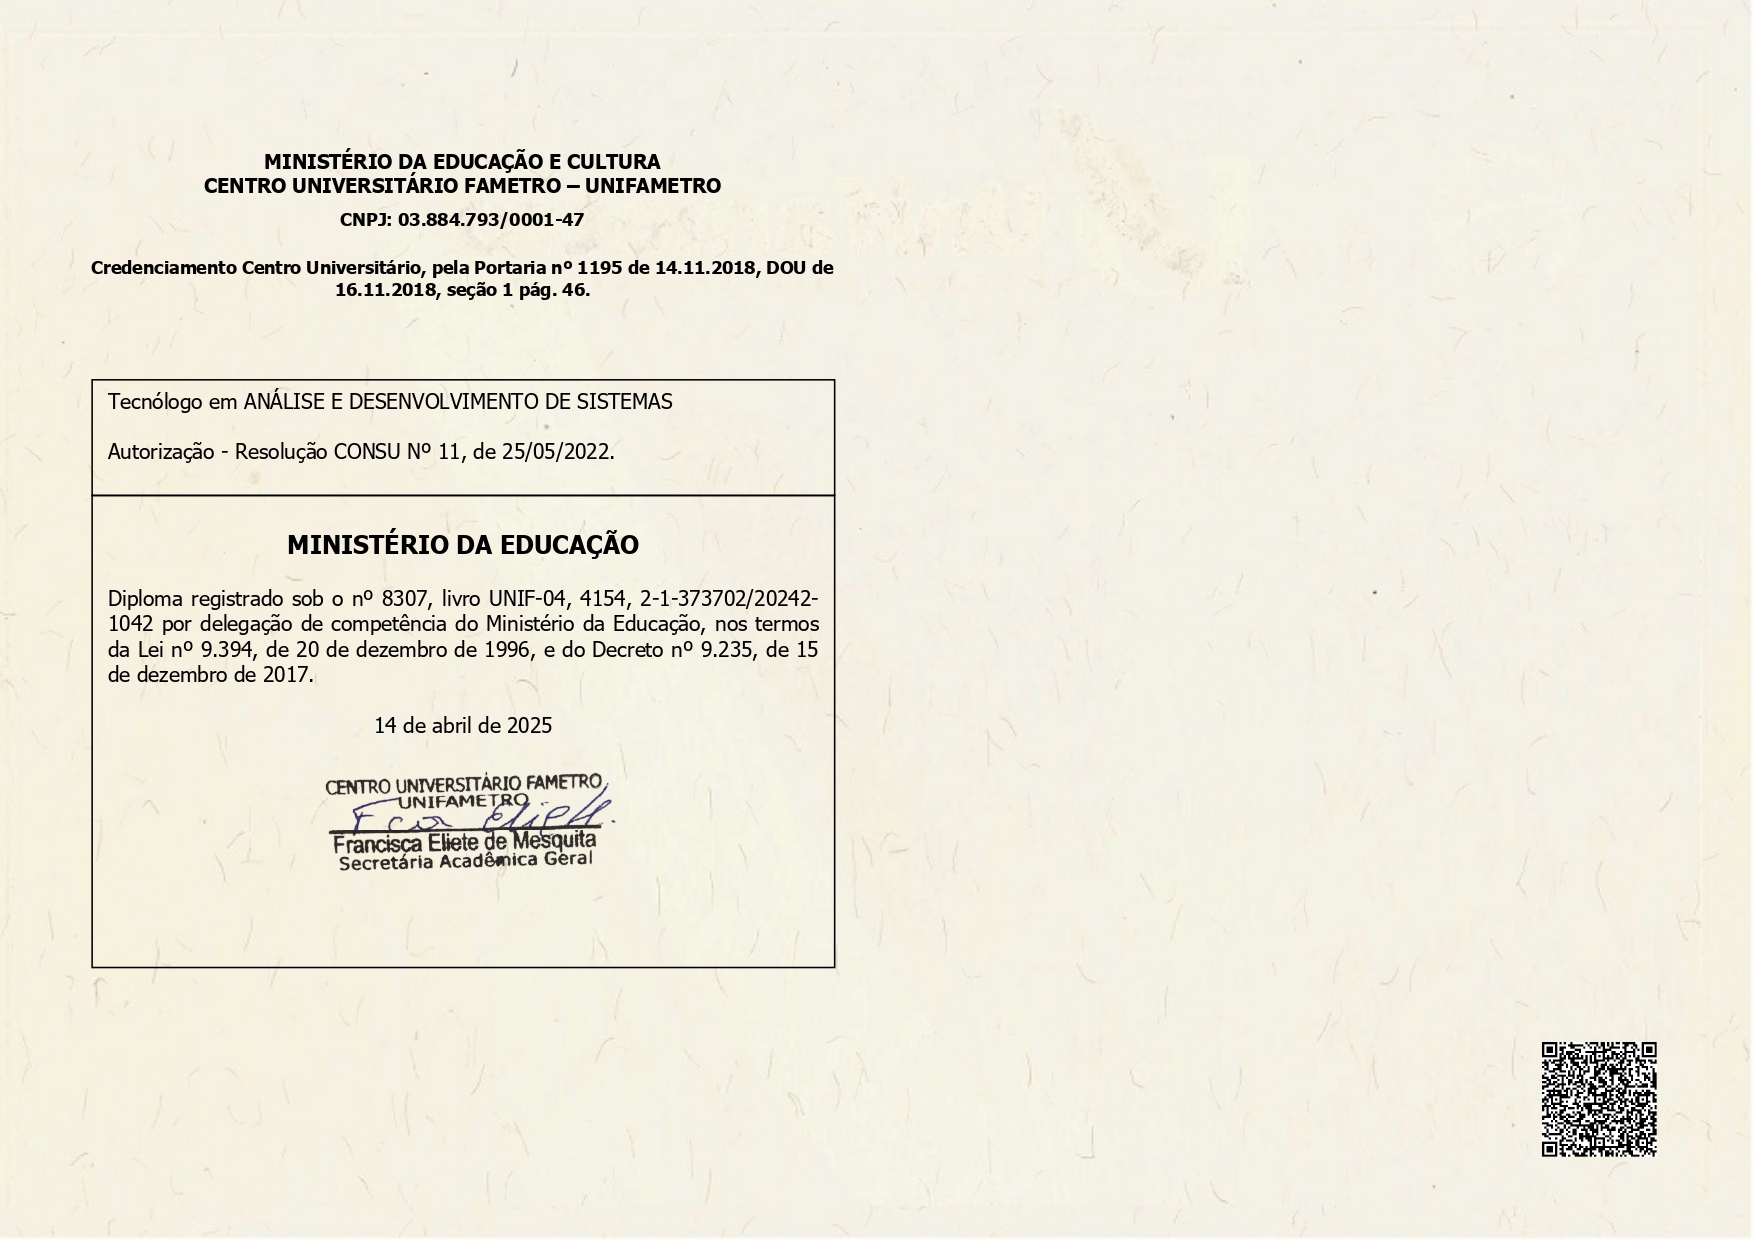 MINISTÉRIO DA EDUCAÇÃO E CULTURA
CENTRO UNIVERSITÁRIO FAMETRO – UNIFAMETRO
CNPJ: 03.884.793/0001-47
Credenciamento Centro Universitário, pela Portaria nº 1195 de 14.11.2018, DOU de
16.11.2018, seção 1 pág. 46.
Tecnólogo em ANÁLISE E DESENVOLVIMENTO DE SISTEMAS
Autorização - Resolução CONSU Nº 11, de 25/05/2022.
MINISTÉRIO DA EDUCAÇÃO
Diploma registrado sob o nº 8307, livro UNIF-04, 4154, 2-1-373702/20242-
1042 por delegação de competência do Ministério da Educação, nos termos
da Lei nº 9.394, de 20 de dezembro de 1996, e do Decreto nº 9.235, de 15
de dezembro de 2017.
14 de abril de 2025
CENTRO UNIVERSITÁRIO FAMETRO
UNIFAMETRO
Francisca Eliete de Mesquita
Secretária Acadêmica Geral